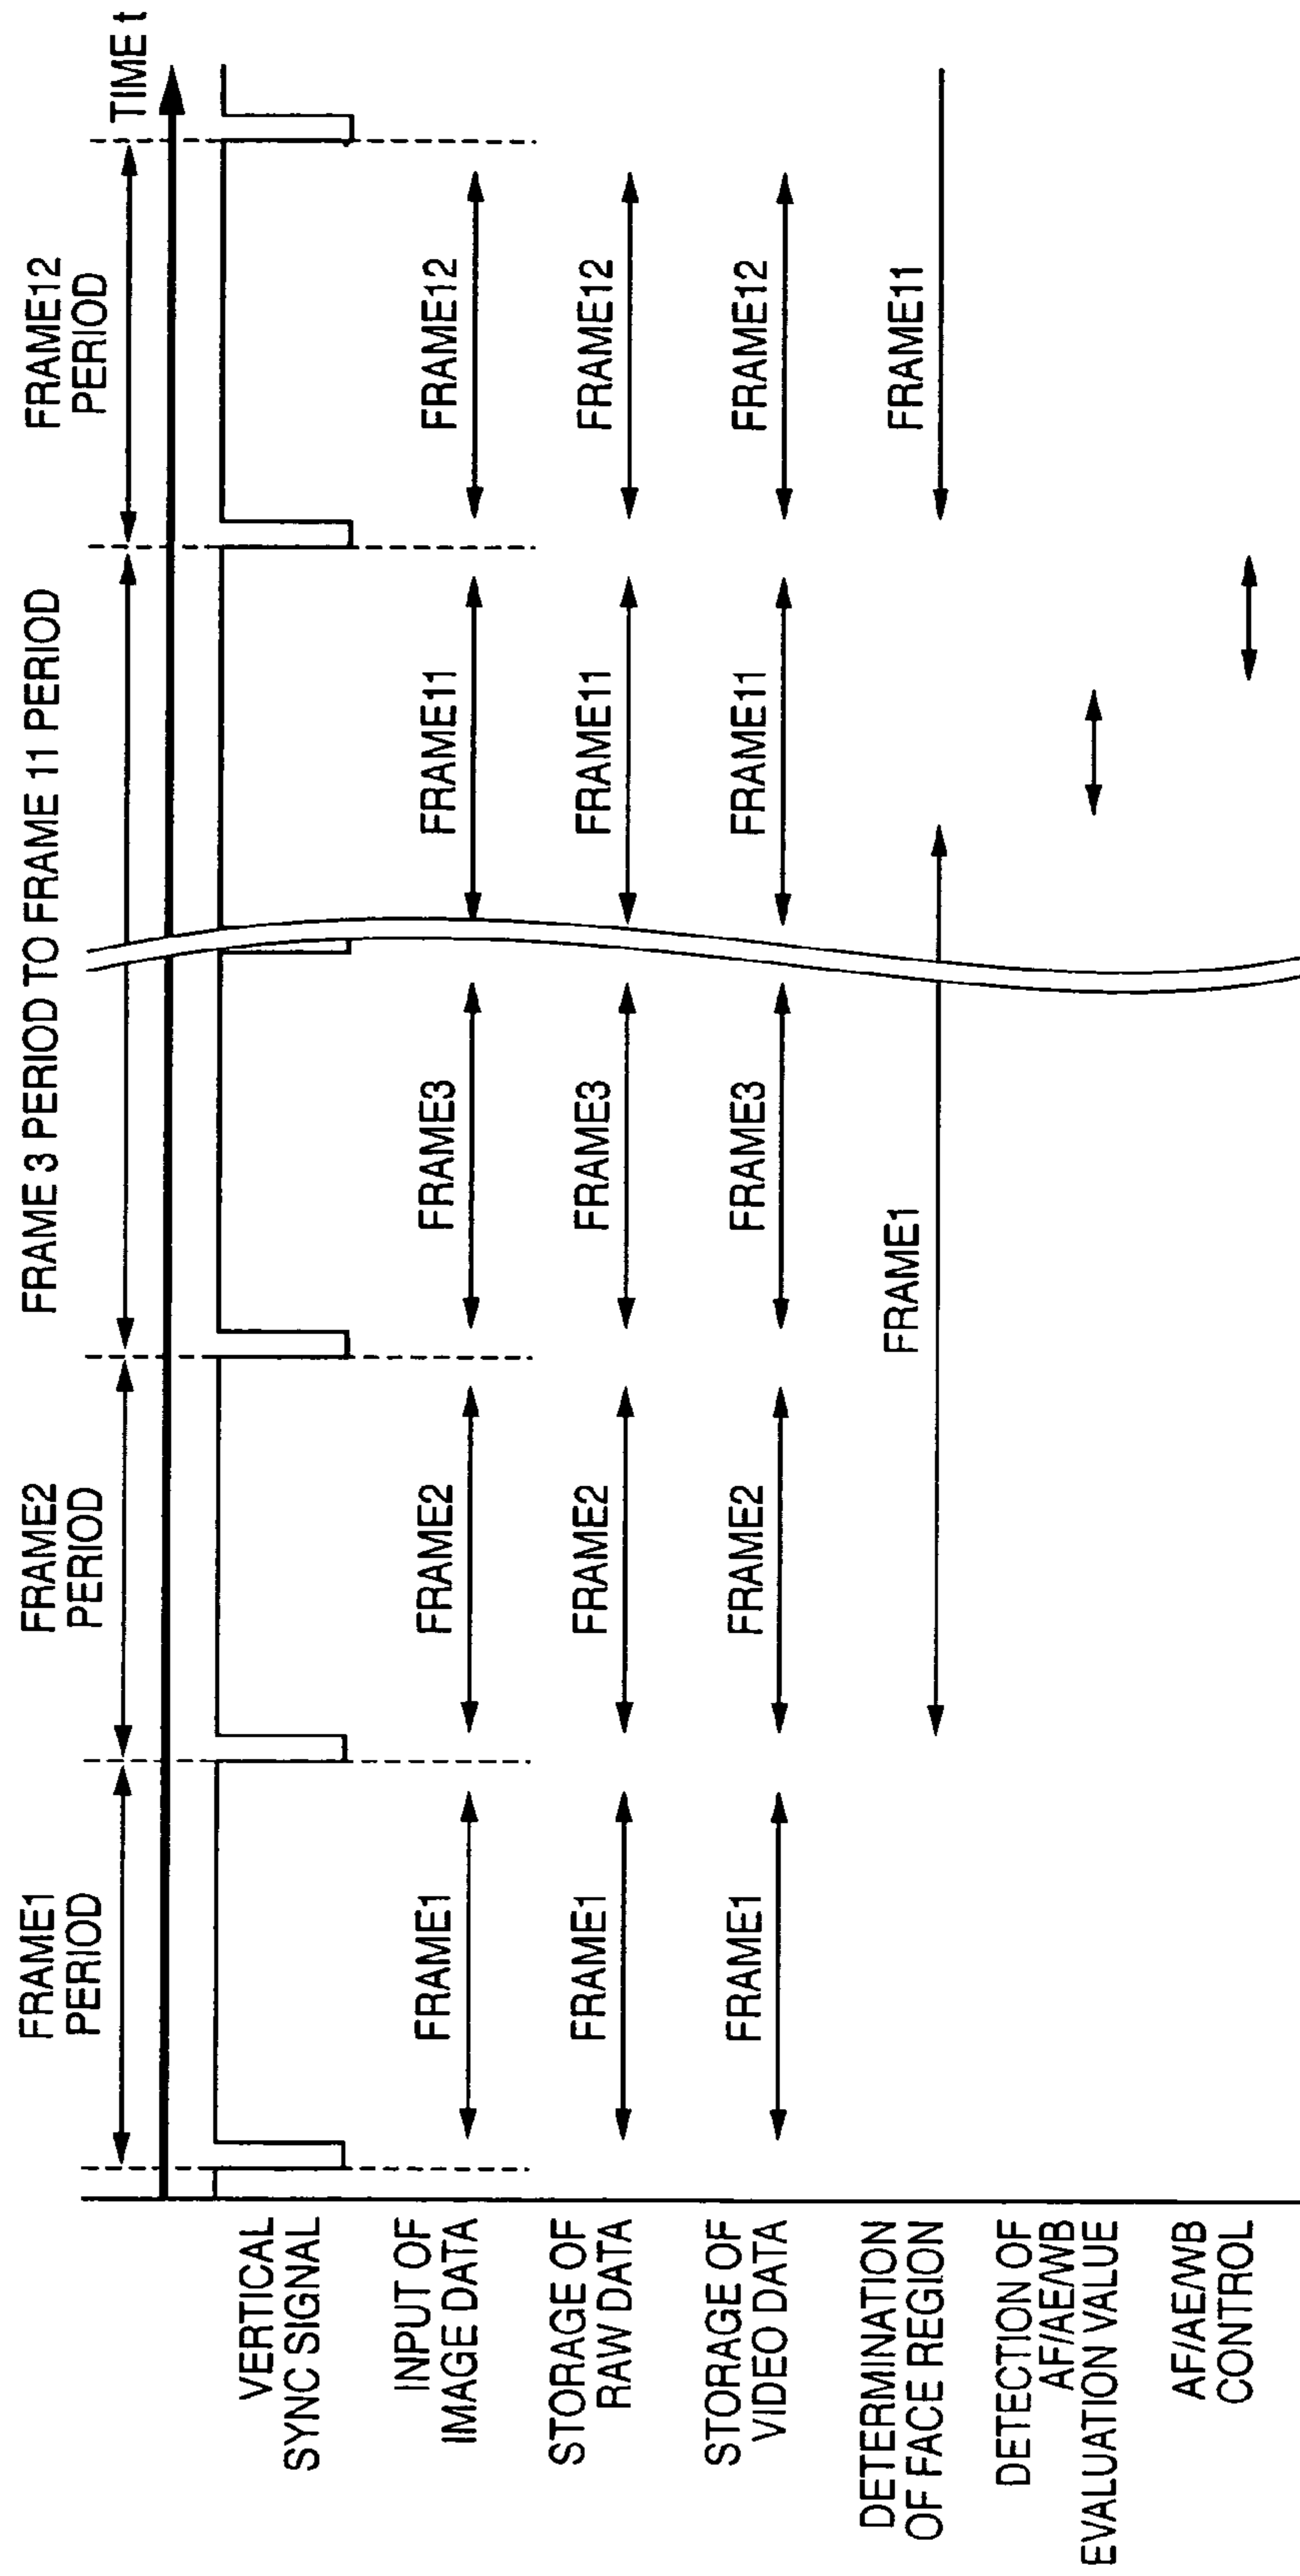 FRAME1
PERIOD
FRAME2
PERIOD
FRAME 3 PERIOD TO FRAME 11 PERIOD
FRAME12
PERIOD
TIME t
VERTICAL
SYNC SIGNAL
INPUT OF
IMAGE DATA
FRAME1
FRAME2
FRAME3
FRAME11
FRAME12
STORAGE OF
RAW DATA
FRAME1
FRAME2
FRAME3
FRAME11
FRAME12
STORAGE OF
VIDEO DATA
FRAME1
FRAME2
FRAME3
FRAME11
FRAME12
DETERMINATION
OF FACE REGION
FRAME1
FRAME11
DETECTION OF
AF/AE/WB
EVALUATION VALUE
AF/AE/WB
CONTROL